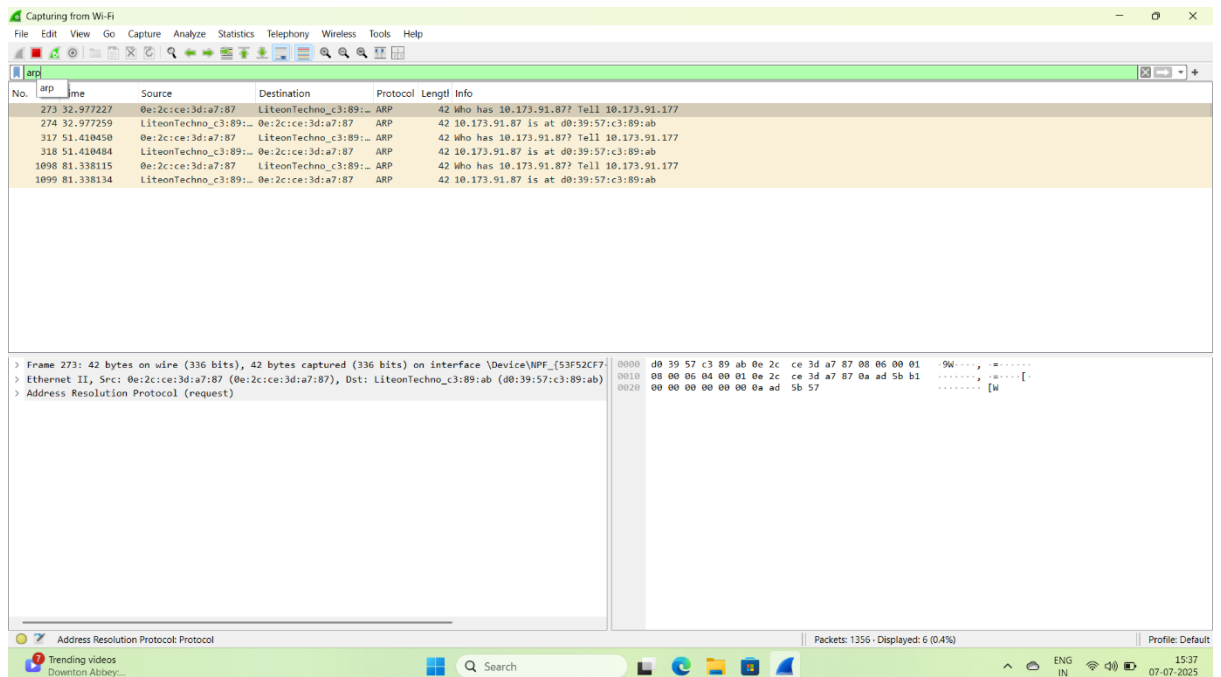 Capturing from Wi-Fi
File Edit View Go Capture Analyze Statistics Telephony Wireless Tools Help
arp
arp
No. Time Source Destination Protocol Length Info
273 32.977227 0e:2c:ce:3d:a7:87 LiteonTechno_c3:89:… ARP 42 Who has 10.173.91.87? Tell 10.173.91.177
274 32.977259 LiteonTechno_c3:89:… 0e:2c:ce:3d:a7:87 ARP 42 10.173.91.87 is at d0:39:57:c3:89:ab
317 51.410450 0e:2c:ce:3d:a7:87 LiteonTechno_c3:89:… ARP 42 Who has 10.173.91.87? Tell 10.173.91.177
318 51.410484 LiteonTechno_c3:89:… 0e:2c:ce:3d:a7:87 ARP 42 10.173.91.87 is at d0:39:57:c3:89:ab
1098 81.338115 0e:2c:ce:3d:a7:87 LiteonTechno_c3:89:… ARP 42 Who has 10.173.91.87? Tell 10.173.91.177
1099 81.338134 LiteonTechno_c3:89:… 0e:2c:ce:3d:a7:87 ARP 42 10.173.91.87 is at d0:39:57:c3:89:ab
> Frame 273: 42 bytes on wire (336 bits), 42 bytes captured (336 bits) on interface \Device\NPF_{53F52CF7-
> Ethernet II, Src: 0e:2c:ce:3d:a7:87 (0e:2c:ce:3d:a7:87), Dst: LiteonTechno_c3:89:ab (d0:39:57:c3:89:ab)
> Address Resolution Protocol (request)
0000 d0 39 57 c3 89 ab 0e 2c ce 3d a7 87 08 06 00 01 ·9W····, ·=······
0010 08 00 06 04 00 01 0e 2c ce 3d a7 87 0a ad 5b b1 ·······, ·=····[·
0020 00 00 00 00 00 00 0a ad 5b 57 ········ [W
Address Resolution Protocol: Protocol
Packets: 1356 · Displayed: 6 (0.4%)
Profile: Default
7
Trending videos
Downton Abbey:...
Search
ENG
IN
15:37
07-07-2025